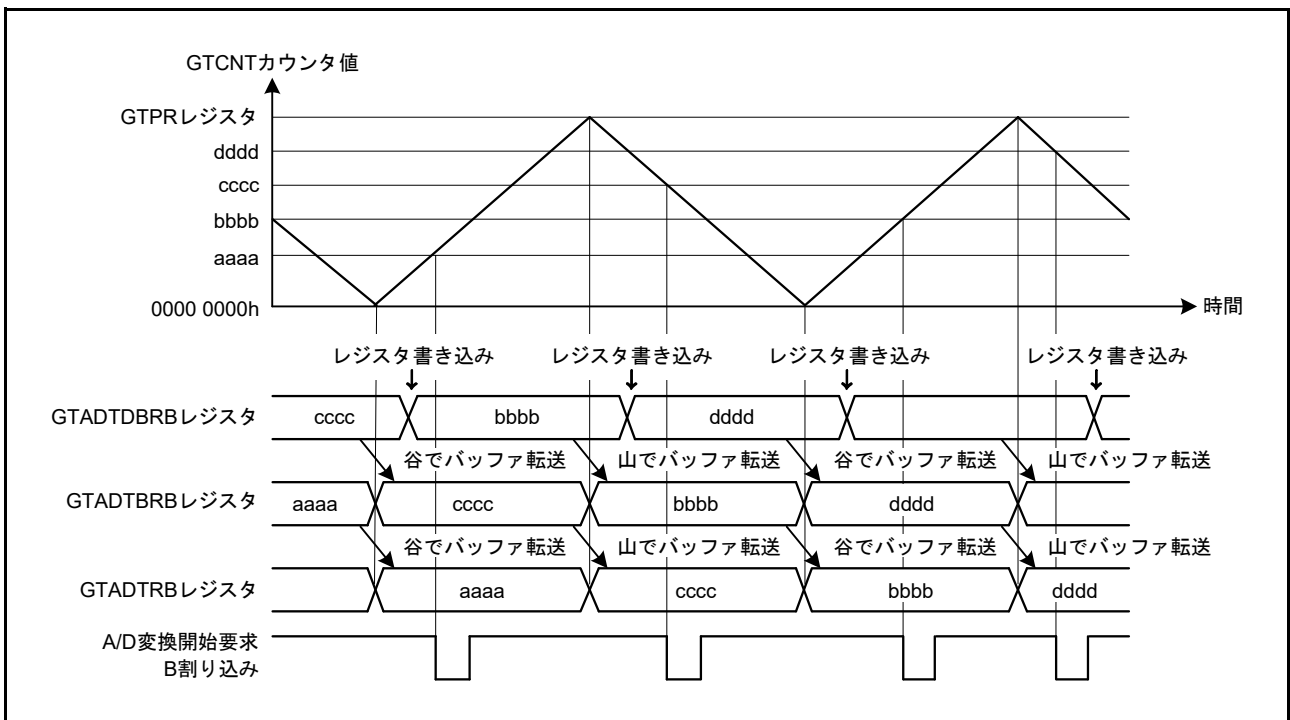 GTCNTカウンタ値
GTPRレジスタ
dddd
cccc
bbbb
aaaa
0000 0000h
時間
レジスタ書き込み レジスタ書き込み レジスタ書き込み レジスタ書き込み
GTADTDBRBレジスタ cccc bbbb dddd
谷でバッファ転送 山でバッファ転送 谷でバッファ転送 山でバッファ転送
GTADTBRBレジスタ aaaa cccc bbbb dddd
谷でバッファ転送 山でバッファ転送 谷でバッファ転送 山でバッファ転送
GTADTRBレジスタ aaaa cccc bbbb dddd
A/D変換開始要求
B割り込み